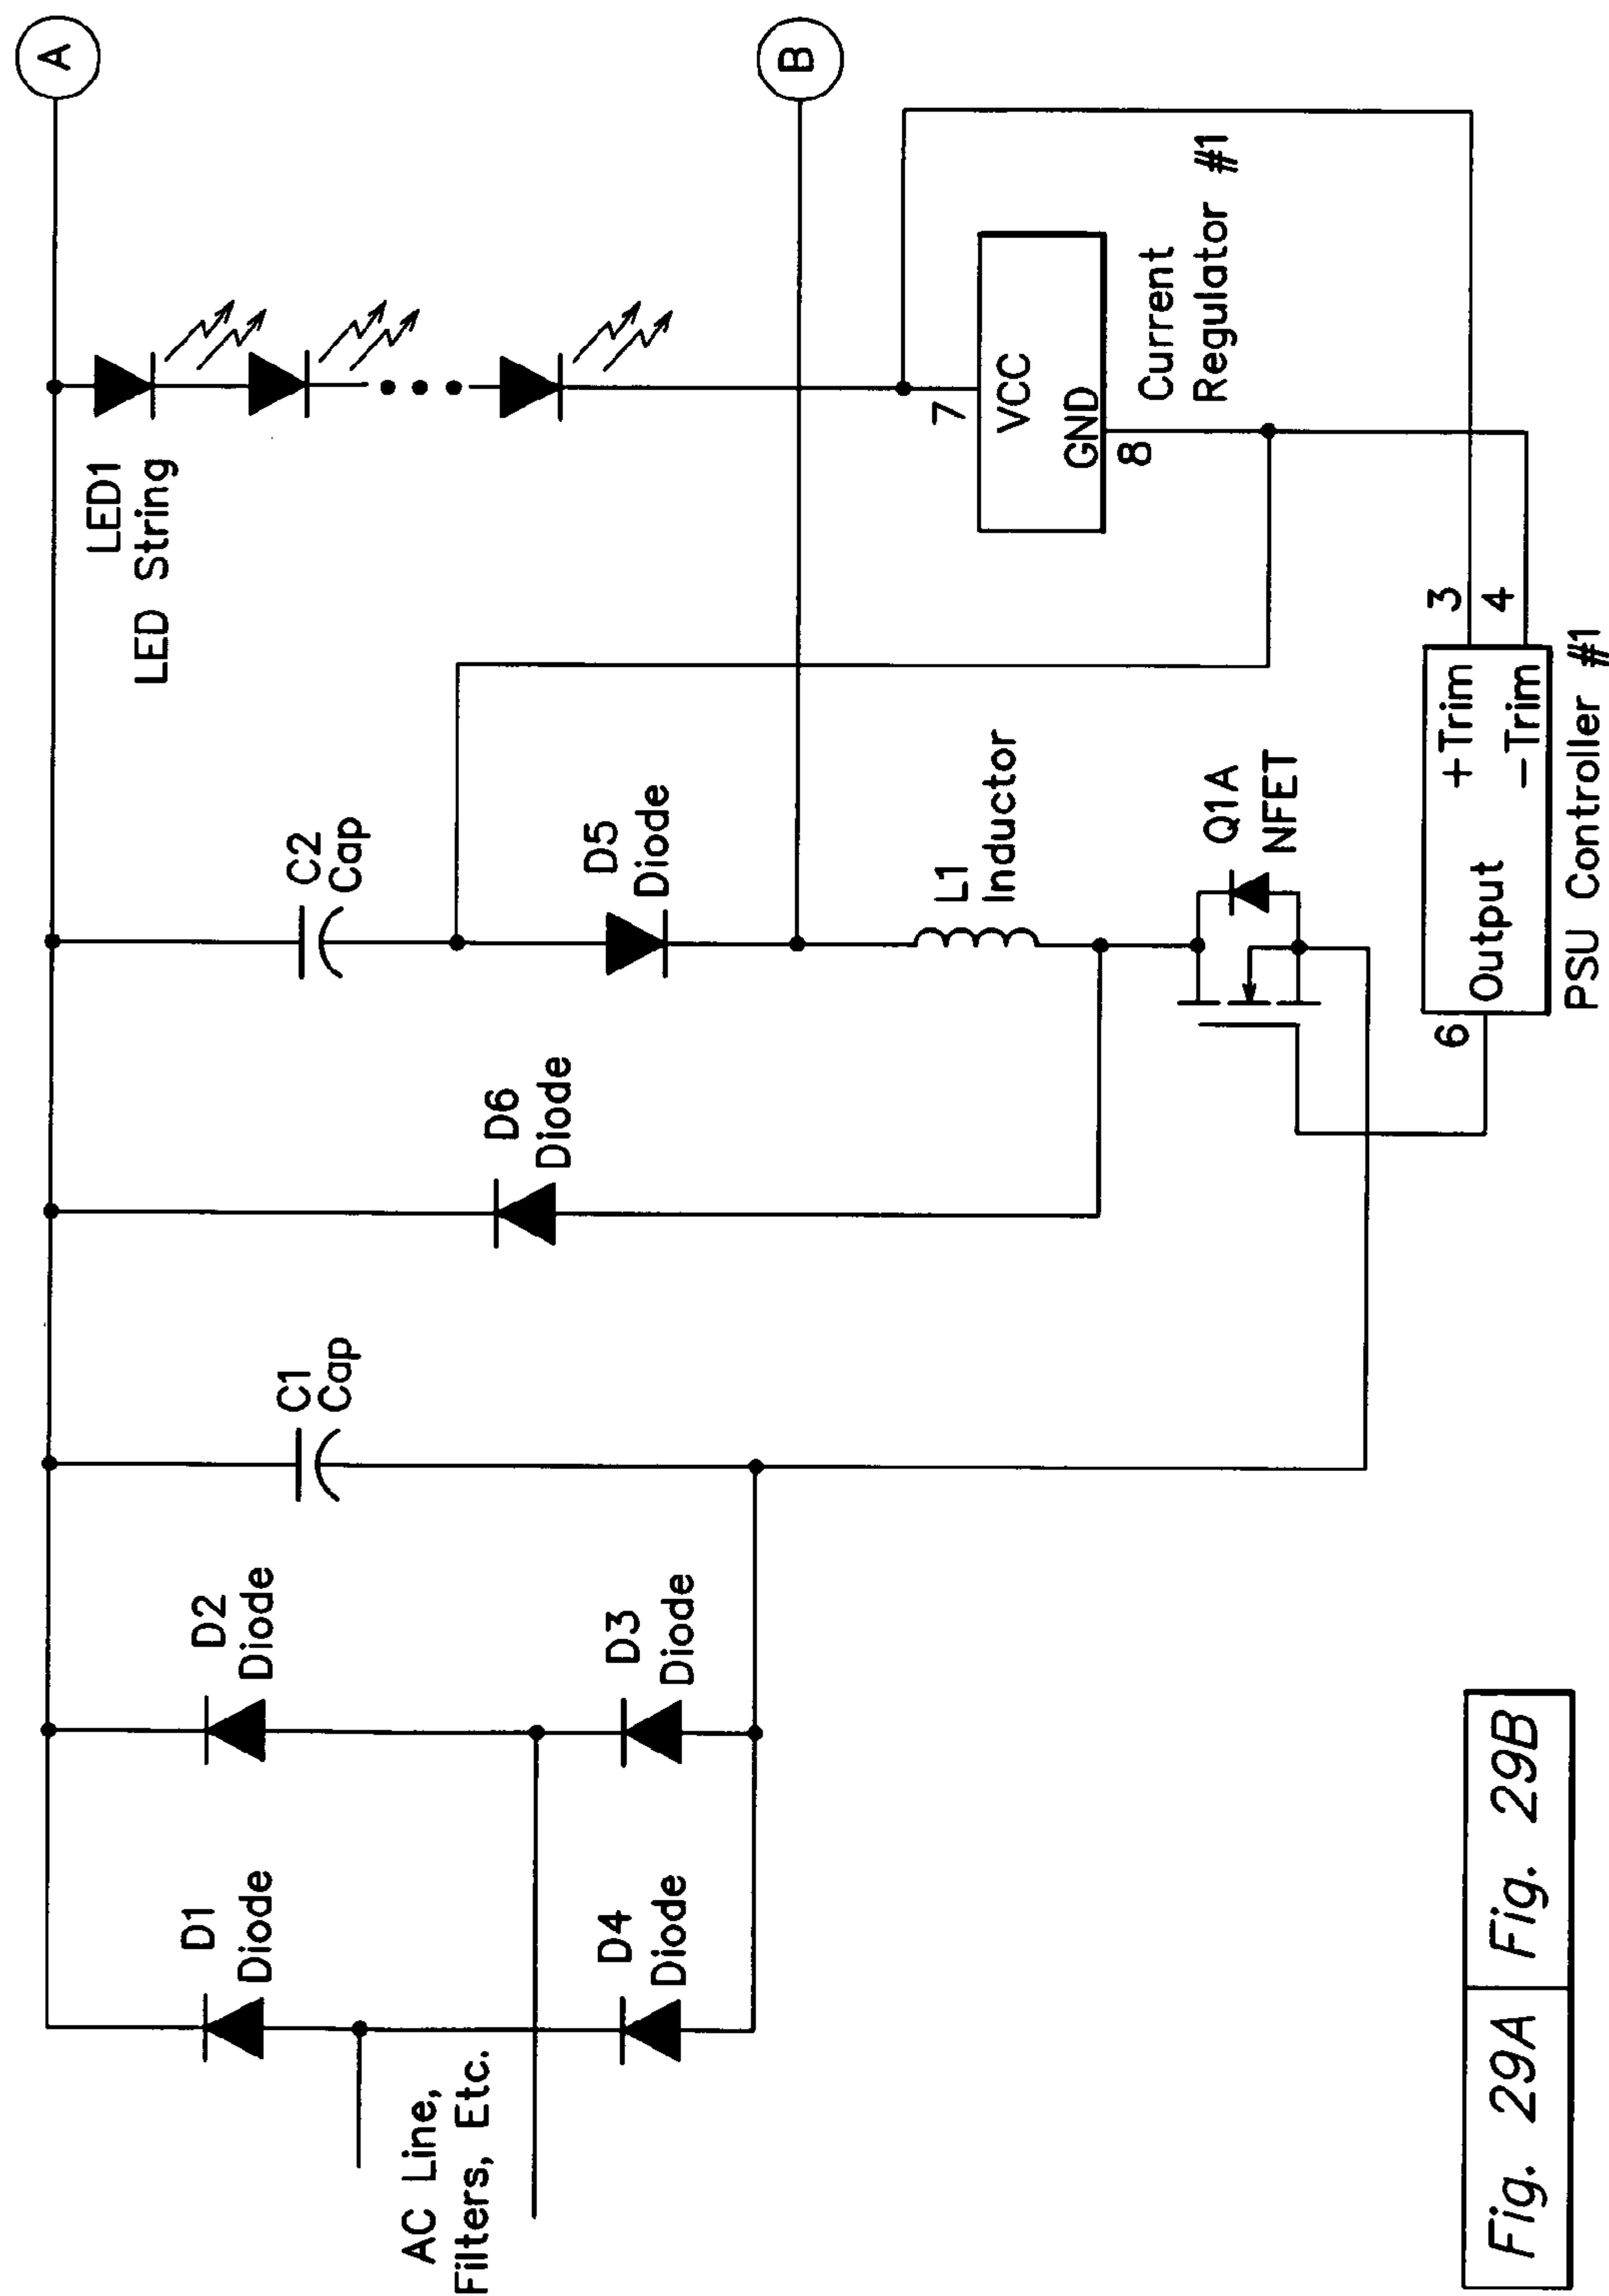 A
B
LED1
LED String
C2
Cap
D5
Diode
L1
Inductor
Q1A
NFET
D6
Diode
C1
Cap
D2
Diode
D3
Diode
D1
Diode
D4
Diode
AC Line,
Filters, Etc.
7
VCC
GND
8
Current
Regulator #1
3
4
+Trim
−Trim
Output
6
PSU Controller #1
Fig. 29A
Fig. 29B